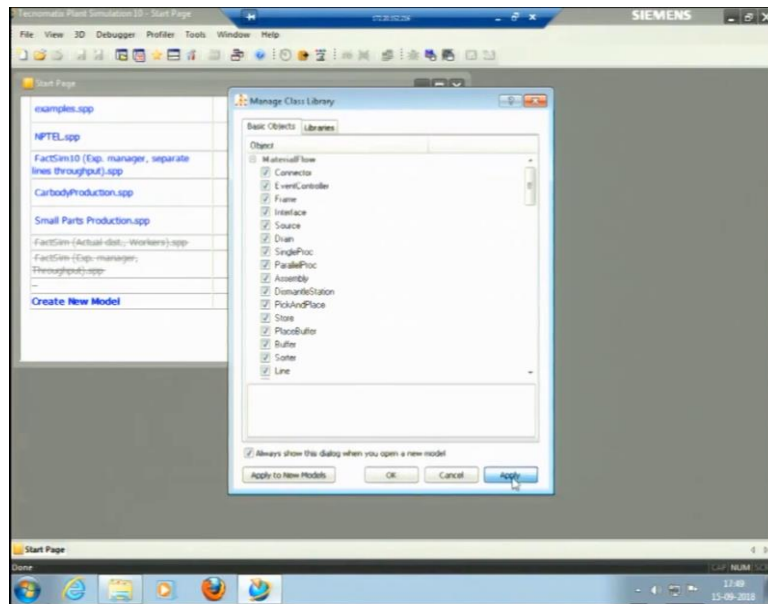 Tecnomatix Plant Simulation 10 - Start Page
SIEMENS
File View 3D Debugger Profiler Tools Window Help
Start Page
examples.spp
NPTEL.spp
FactSim10 (Exp. manager, separate
lines throughput).spp
CarbodyProduction.spp
Small Parts Production.spp
FactSim (Actual dist., Workers).spp
FactSim (Exp. manager,
Throughput).spp
Create New Model
Manage Class Library
Basic Objects Libraries
Object
MaterialFlow
Connector
EventController
Frame
Interface
Source
Drain
SingleProc
ParallelProc
Assembly
DismantleStation
PickAndPlace
Store
PlaceBuffer
Buffer
Sorter
Line
Always show this dialog when you open a new model
Apply to New Models OK Cancel Apply
Start Page
Done
CAP NUM
17:49
15-09-2018